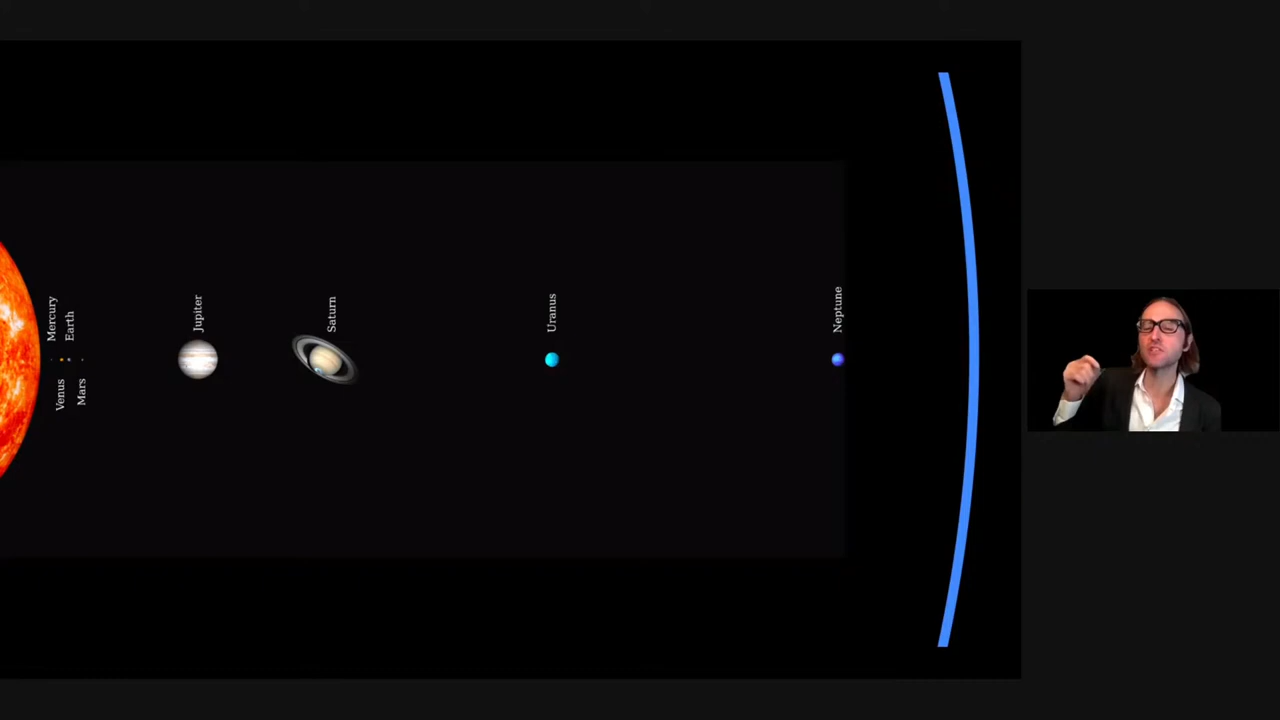 Mercury
Venus
Earth
Mars
Jupiter
Saturn
Uranus
Neptune